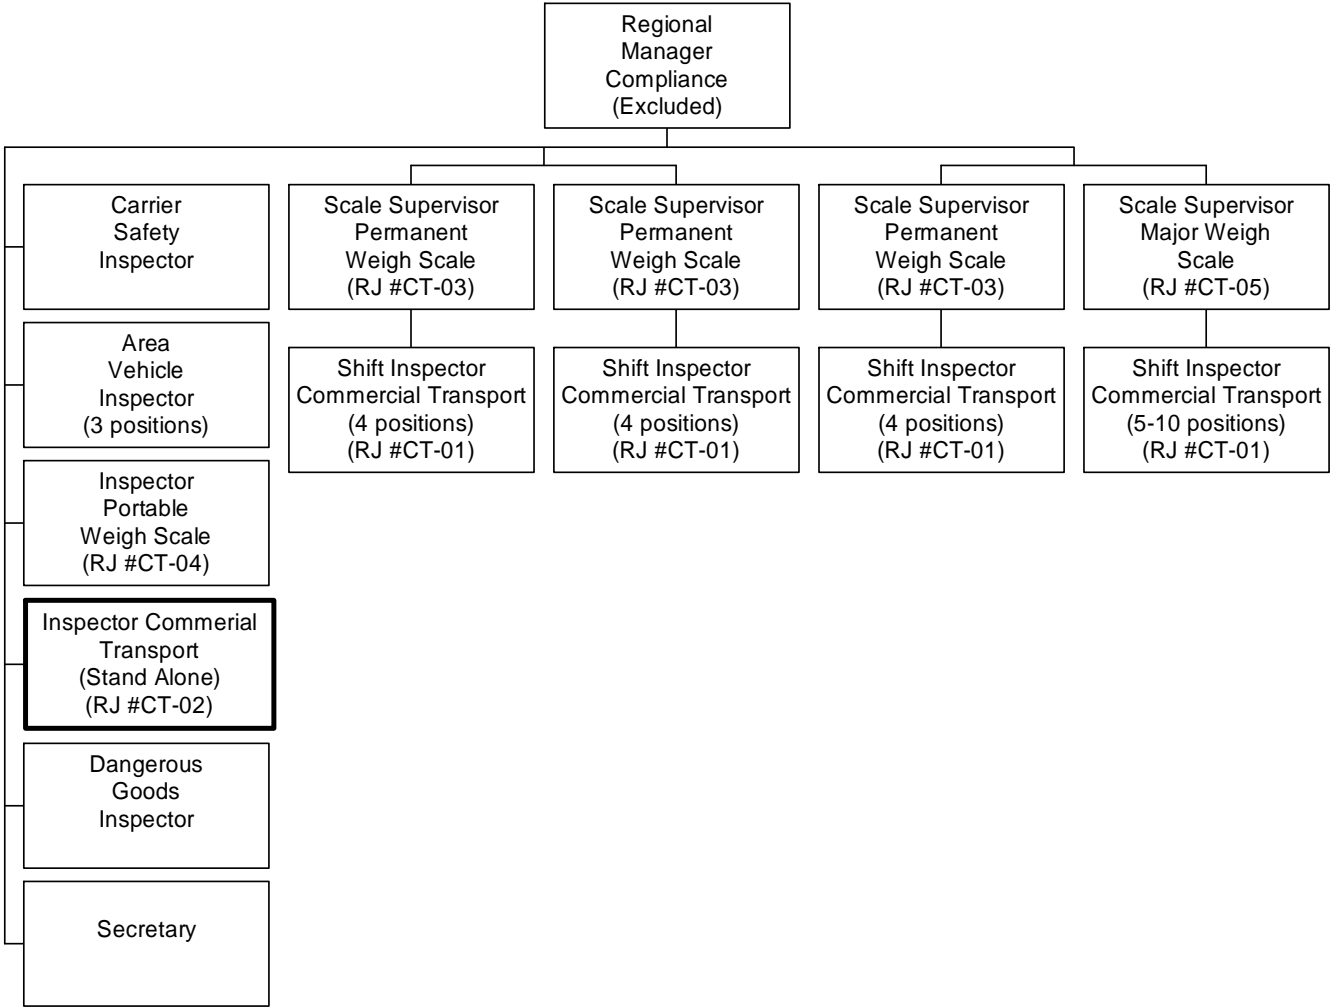 Regional
Manager
Compliance
(Excluded)
Carrier
Safety
Inspector
Scale Supervisor
Permanent
Weigh Scale
(RJ #CT-03)
Scale Supervisor
Permanent
Weigh Scale
(RJ #CT-03)
Scale Supervisor
Permanent
Weigh Scale
(RJ #CT-03)
Scale Supervisor
Major Weigh
Scale
(RJ #CT-05)
Area
Vehicle
Inspector
(3 positions)
Shift Inspector
Commercial Transport
(4 positions)
(RJ #CT-01)
Shift Inspector
Commercial Transport
(4 positions)
(RJ #CT-01)
Shift Inspector
Commercial Transport
(4 positions)
(RJ #CT-01)
Shift Inspector
Commercial Transport
(5-10 positions)
(RJ #CT-01)
Inspector
Portable
Weigh Scale
(RJ #CT-04)
Inspector Commerial
Transport
(Stand Alone)
(RJ #CT-02)
Dangerous
Goods
Inspector
Secretary